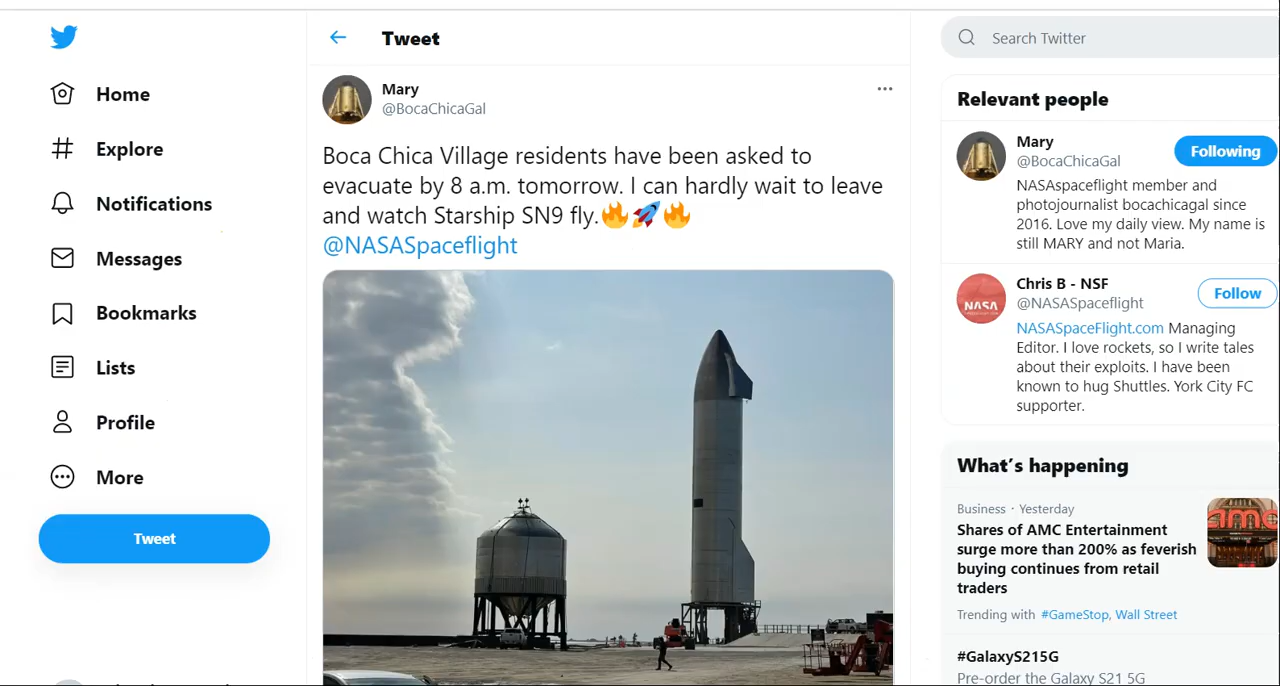 Home
Explore
Notifications
Messages
Bookmarks
Lists
Profile
More
Tweet
Tweet
Mary
@BocaChicaGal
Boca Chica Village residents have been asked to
evacuate by 8 a.m. tomorrow. I can hardly wait to leave
and watch Starship SN9 fly.🔥🚀🔥
@NASASpaceflight
Search Twitter
Relevant people
Mary
@BocaChicaGal
Following
NASAspaceflight member and
photojournalist bocachicagal since
2016. Love my daily view. My name is
still MARY and not Maria.
NASA
Chris B - NSF
@NASASpaceflight
Follow
NASASpaceFlight.com Managing
Editor. I love rockets, so I write tales
about their exploits. I have been
known to hug Shuttles. York City FC
supporter.
What's happening
Business · Yesterday
Shares of AMC Entertainment
surge more than 200% as feverish
buying continues from retail
traders
amc
Trending with #GameStop, Wall Street
#GalaxyS215G
Pre-order the Galaxy S21 5G